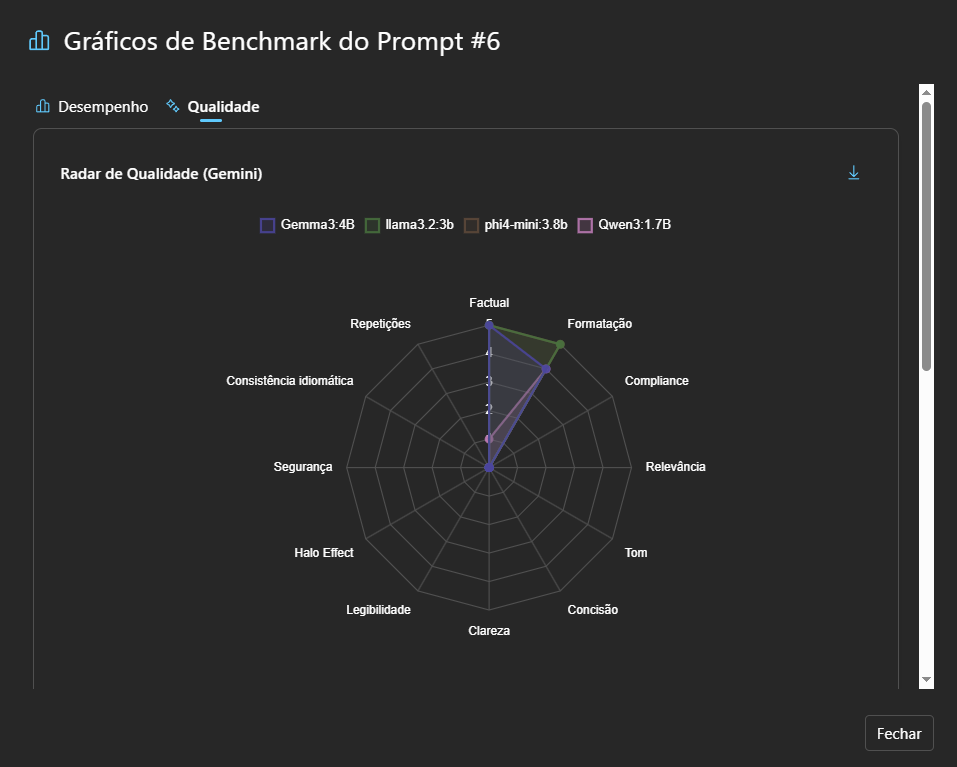 Gráficos de Benchmark do Prompt #6
Desempenho Qualidade
Radar de Qualidade (Gemini)
Gemma3:4B llama3.2:3b phi4-mini:3.8b Qwen3:1.7B
Factual
Repetições 5 Formatação
4
Consistência idiomática 3 Compliance
2
Segurança Relevância
Halo Effect Tom
Legibilidade Concisão
Clareza
Fechar